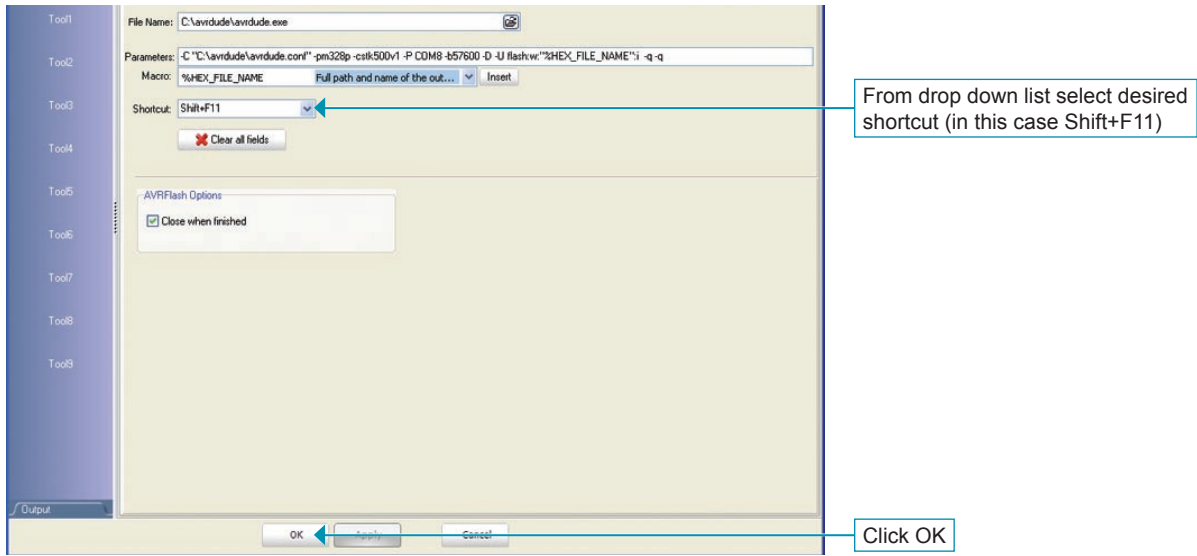 Tool1
File Name: C:\avrdude\avrdude.exe
Tool2
Parameters: -C "C:\avrdude\avrdude.conf" -pm328p -cstk500v1 -P COM8 -b57600 -D -U flash:w:"%HEX_FILE_NAME":i -q -q
Macro: %HEX_FILE_NAME Full path and name of the out... Insert
Tool3
Shortcut: Shift+F11
From drop down list select desired
shortcut (in this case Shift+F11)
Tool4
Clear all fields
Tool5
AVRFlash Options
Close when finished
Tool6
Tool7
Tool8
Tool9
Output
OK Apply Cancel
Click OK